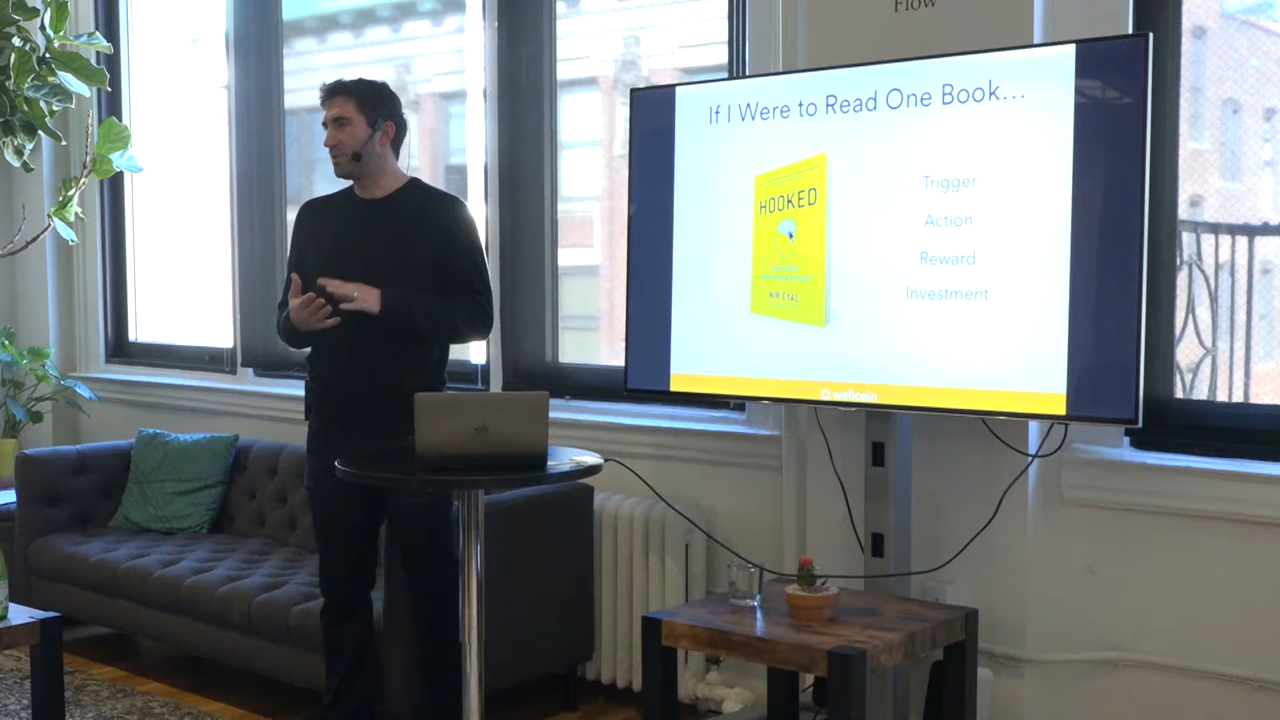 Flow
If I Were to Read One Book...
HOOKED
NIR EYAL
Trigger
Action
Reward
Investment